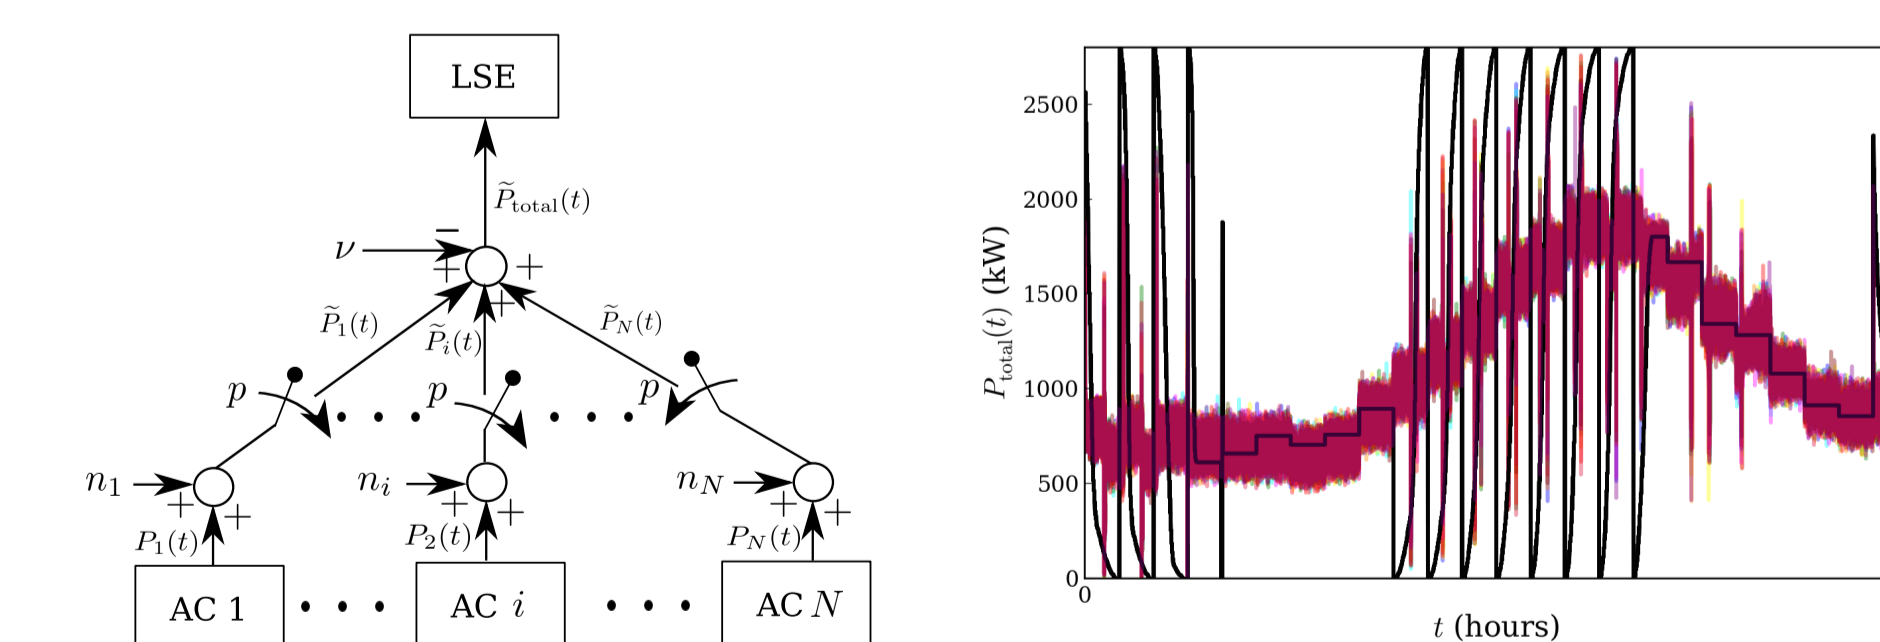 LSE
P̃total(t)
−
ν
+ +
+
P̃1(t) P̃i(t) P̃N(t)
p p p
n1 ni nN
+ + + + + +
P1(t) P2(t) PN(t)
AC 1 AC i AC N
Ptotal(t) (kW)
2500
2000
1500
1000
500
0
0
t (hours)